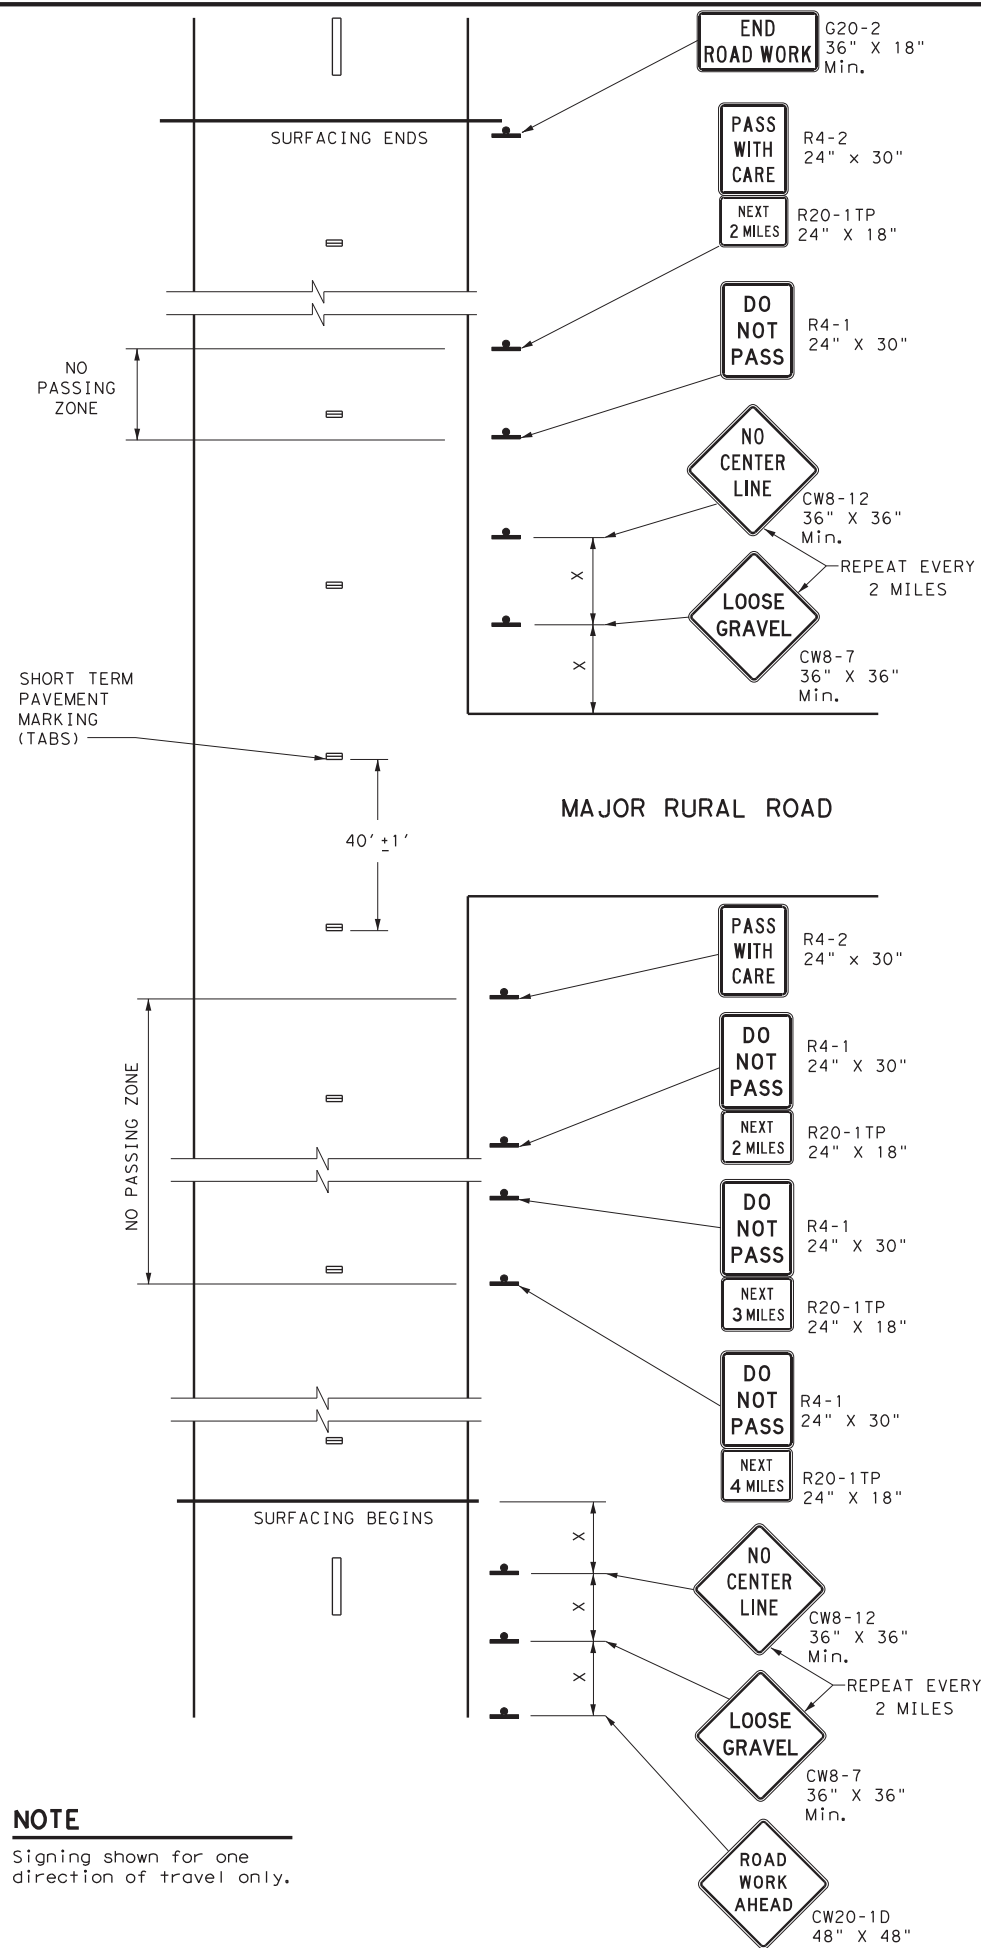 END
ROAD WORK
G20-2
36" X 18"
Min.
SURFACING ENDS
PASS
WITH
CARE
R4-2
24" x 30"
NEXT
2 MILES
R20-1TP
24" X 18"
DO
NOT
PASS
R4-1
24" X 30"
NO
PASSING
ZONE
NO
CENTER
LINE
CW8-12
36" X 36"
Min.
REPEAT EVERY
2 MILES
X
LOOSE
GRAVEL
CW8-7
36" X 36"
Min.
X
SHORT TERM
PAVEMENT
MARKING
(TABS)
40' ±1'
MAJOR RURAL ROAD
PASS
WITH
CARE
R4-2
24" x 30"
DO
NOT
PASS
R4-1
24" X 30"
NEXT
2 MILES
R20-1TP
24" X 18"
NO PASSING ZONE
DO
NOT
PASS
R4-1
24" X 30"
NEXT
3 MILES
R20-1TP
24" X 18"
DO
NOT
PASS
R4-1
24" X 30"
NEXT
4 MILES
R20-1TP
24" X 18"
SURFACING BEGINS
X
NO
CENTER
LINE
CW8-12
36" X 36"
Min.
X
REPEAT EVERY
2 MILES
X
LOOSE
GRAVEL
CW8-7
36" X 36"
Min.
ROAD
WORK
AHEAD
CW20-1D
48" X 48"
NOTE
Signing shown for one
direction of travel only.